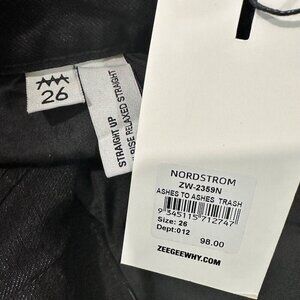 26
STRAIGHT UP
RISE RELAXED STRAIGHT
NORDSTROM
ZW-2359N
ASHES TO ASHES TRASH
9 345115 712747
Size: 26
Dept:012
98.00
ZEEGEEWHY.COM